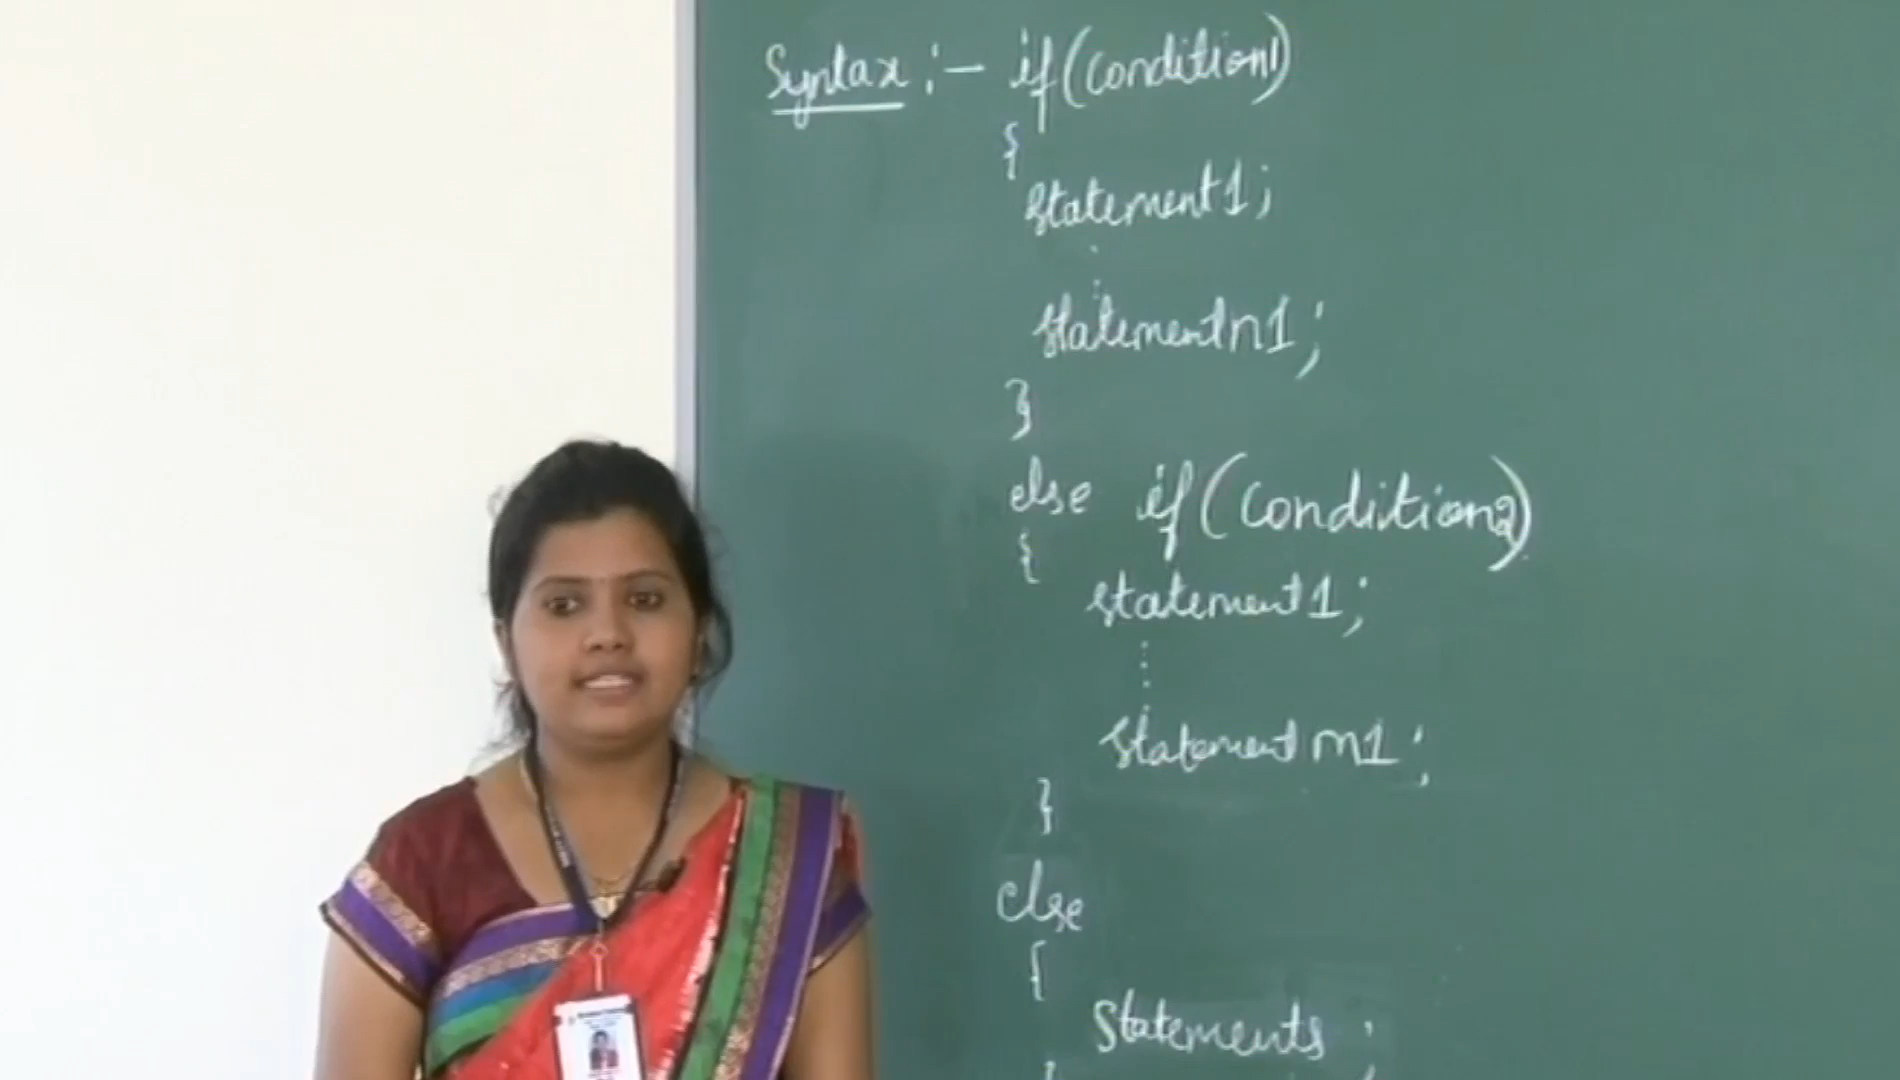 Syntax :- if(condition1)
{
statement1;
statementn1;
}
else if(condition2)
{
statement1;
statement m1;
}
else
{
Statements;